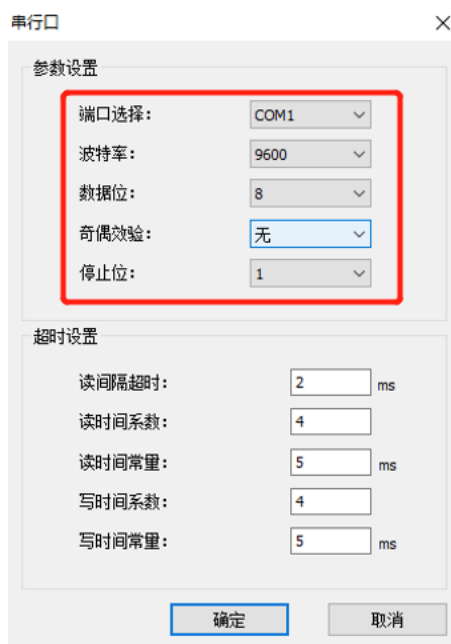 串行口
参数设置
端口选择: COM1
波特率: 9600
数据位: 8
奇偶效验: 无
停止位: 1
超时设置
读间隔超时: 2 ms
读时间系数: 4
读时间常量: 5 ms
写时间系数: 4
写时间常量: 5 ms
确定 取消